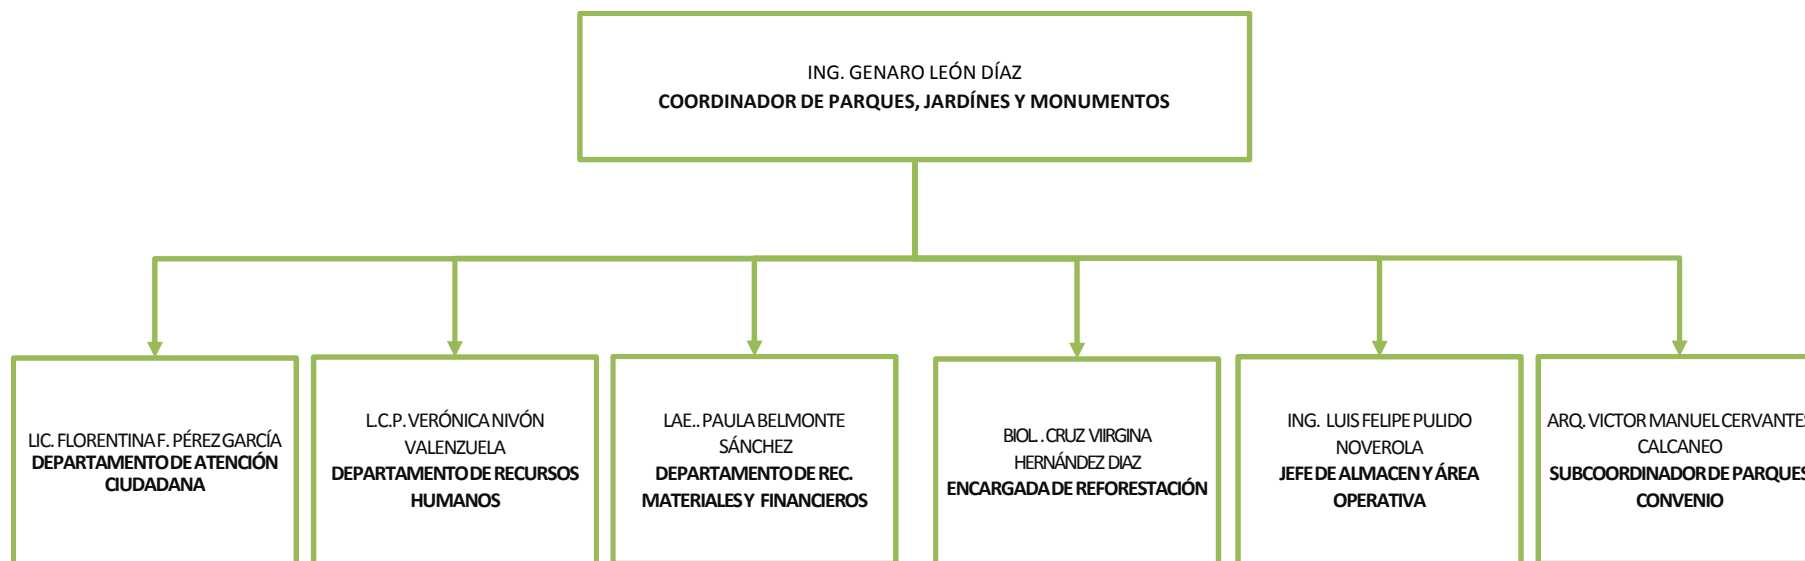 ING. GENARO LEÓN DÍAZ
COORDINADOR DE PARQUES, JARDÍNES Y MONUMENTOS
LIC. FLORENTINA F. PÉREZ GARCÍA
DEPARTAMENTO DE ATENCIÓN
CIUDADANA
L.C.P. VERÓNICA NIVÓN
VALENZUELA
DEPARTAMENTO DE RECURSOS
HUMANOS
LAE.. PAULA BELMONTE
SÁNCHEZ
DEPARTAMENTO DE REC.
MATERIALES Y FINANCIEROS
BIOL. . CRUZ VIIRGINA
HERNÁNDEZ DIAZ
ENCARGADA DE REFORESTACIÓN
ING. LUIS FELIPE PULIDO
NOVEROLA
JEFE DE ALMACEN Y ÁREA
OPERATIVA
ARQ. VICTOR MANUEL CERVANTES
CALCANEO
SUBCOORDINADOR DE PARQUES
CONVENIO